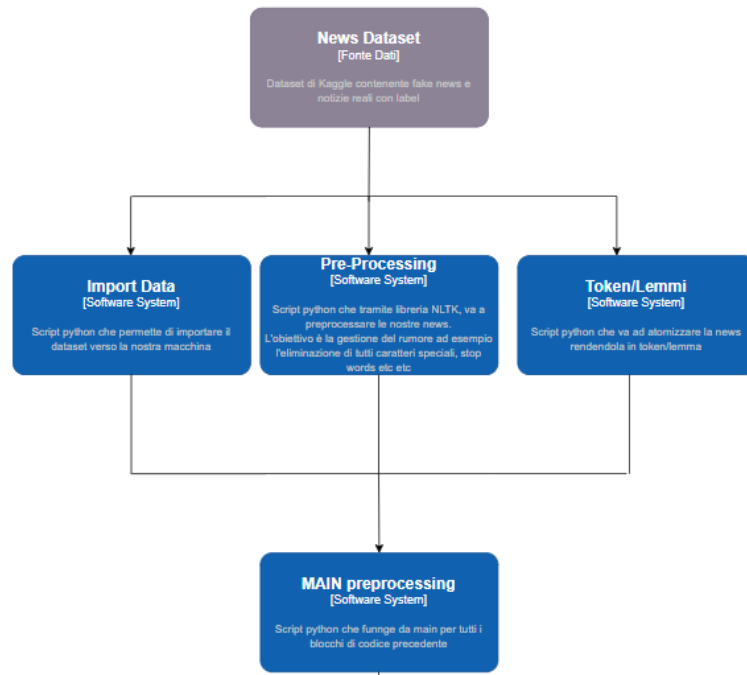 News Dataset
[Fonte Dati]
Dataset di Kaggle contenente fake news e
notizie reali con label
Import Data
[Software System]
Script python che permette di importare il
dataset verso la nostra macchina
Pre-Processing
[Software System]
Script python che tramite libreria NLTK, va a
preprocessare le nostre news.
L'obiettivo è la gestione del rumore ad esempio
l'eliminazione di tutti caratteri speciali, stop
words etc etc
Token/Lemmi
[Software System]
Script python che va ad atomizzare la news
rendendola in token/lemma
MAIN preprocessing
[Software System]
Script python che funnge da main per tutti i
blocchi di codice precedente